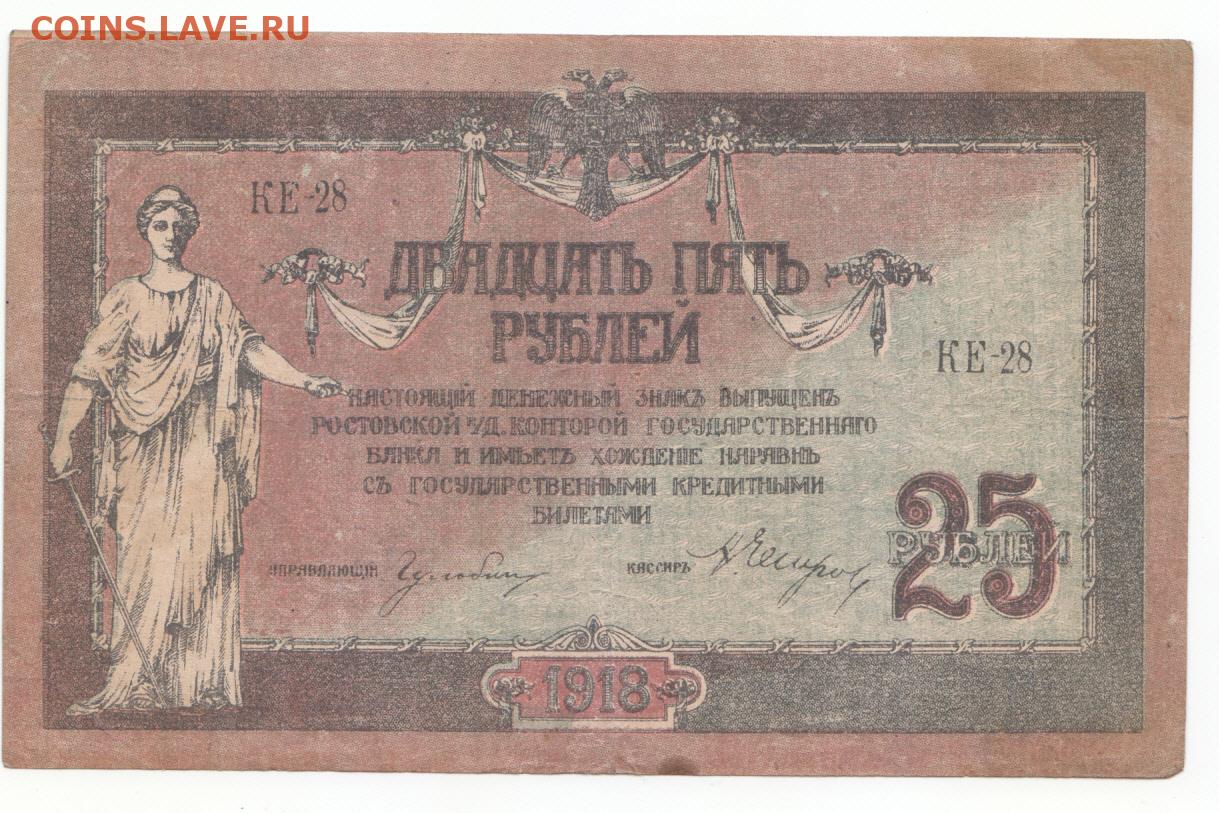 COINS.LAVE.RU
КЕ-28
ДВАДЦАТЬ ПЯТЬ
РУБЛЕЙ
КЕ-28
НАСТОЯЩІЙ ДЕНЕЖНЫЙ ЗНАКЪ ВЫПУЩЕНЪ
РОСТОВСКОЙ н/Д. КОНТОРОЙ ГОСУДАРСТВЕННАГО
БАНКА И ИМѢЕТЪ ХОЖДЕНІЕ НАРАВНѢ
СЪ ГОСУДАРСТВЕННЫМИ КРЕДИТНЫМИ
БИЛЕТАМИ
25
РУБЛЕЙ
УПРАВЛЯЮЩІЙ
КАССИРЪ
1918